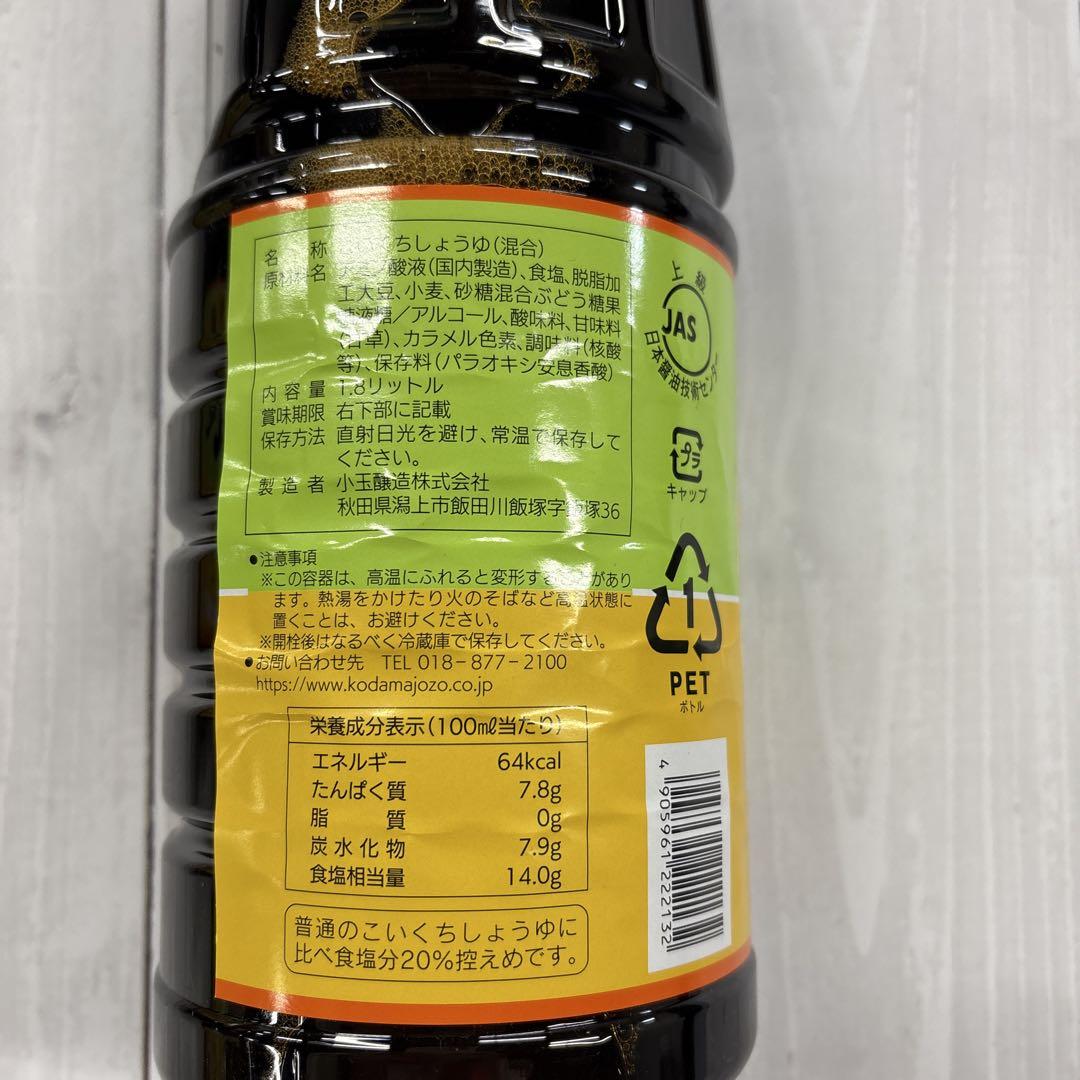 名称 こいくちしょうゆ(混合)
原材料名 アミノ酸液(国内製造)、食塩、脱脂加
工大豆、小麦、砂糖混合ぶどう糖果
糖液糖/アルコール、酸味料、甘味料
(甘草)、カラメル色素、調味料(核酸
等)、保存料(パラオキシ安息香酸)
内容量 1.8リットル
賞味期限 右下部に記載
保存方法 直射日光を避け、常温で保存して
ください。
製造者 小玉醸造株式会社
秋田県潟上市飯田川飯塚字飯塚36
上級
JAS
日本醤油技術センター
プラ
キャップ
●注意事項
※この容器は、高温にふれると変形することがあり
ます。熱湯をかけたり火のそばなど高温状態に
置くことは、お避けください。
※開栓後はなるべく冷蔵庫で保存してください。
●お問い合わせ先 TEL 018-877-2100
https://www.kodamajozo.co.jp
1
PET
ボトル
栄養成分表示(100mℓ当たり)
エネルギー 64kcal
たんぱく質 7.8g
脂質 0g
炭水化物 7.9g
食塩相当量 14.0g
普通のこいくちしょうゆに
比べ食塩分20%控えめです。
4 905961 222132